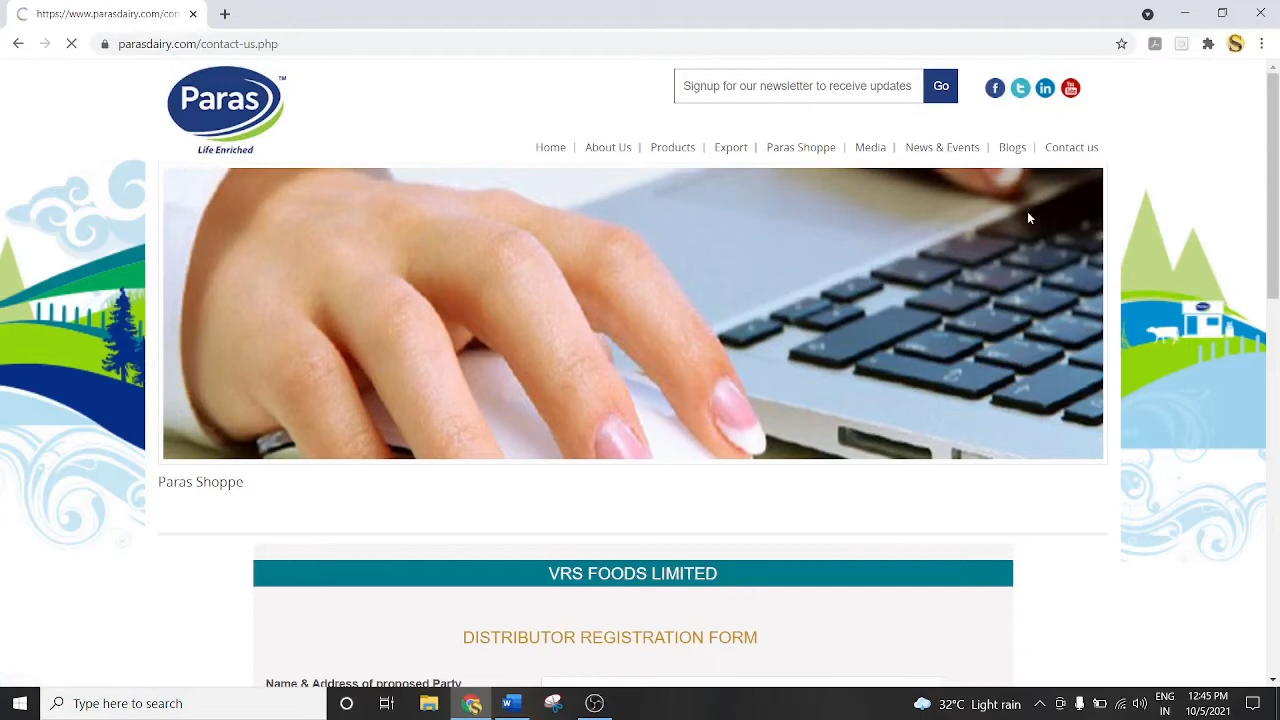 https://www.parasdairy.com/con
parasdairy.com/contact-us.php
Paras™
Life Enriched
Signup for our newsletter to receive updates
Go
Home | About Us | Products | Export | Paras Shoppe | Media | News & Events | Blogs | Contact us
Paras Shoppe
VRS FOODS LIMITED
DISTRIBUTOR REGISTRATION FORM
Name & Address of proposed Party
Type here to search
32°C Light rain
ENG
IN
12:45 PM
10/5/2021